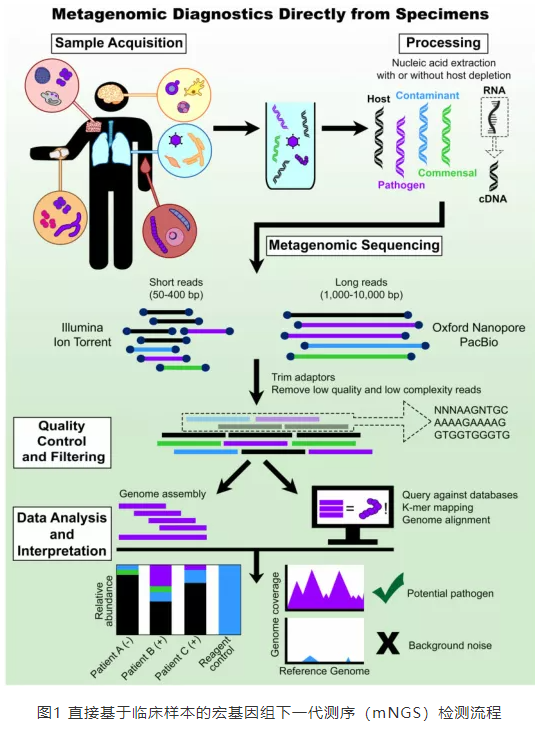 Metagenomic Diagnostics Directly from Specimens
Sample Acquisition
Processing
Nucleic acid extraction
with or without host depletion
Host
Contaminant
Pathogen
Commensal
RNA
cDNA
Metagenomic Sequencing
Short reads
(50-400 bp)
Long reads
(1,000-10,000 bp)
Illumina
Ion Torrent
Oxford Nanopore
PacBio
Trim adaptors
Remove low quality and low complexity reads
Quality
Control
and Filtering
NNNAAGNTGC
AAAAGAAAAG
GTGGTGGGTG
Genome assembly
= !
Query against databases
K-mer mapping
Genome alignment
Data Analysis
and
Interpretation
Relative
abundance
Patient A (-)
Patient B (+)
Patient C (+)
Reagent
control
Genome coverage
Reference Genome
Potential pathogen
X
Background noise
图1 直接基于临床样本的宏基因组下一代测序（mNGS）检测流程